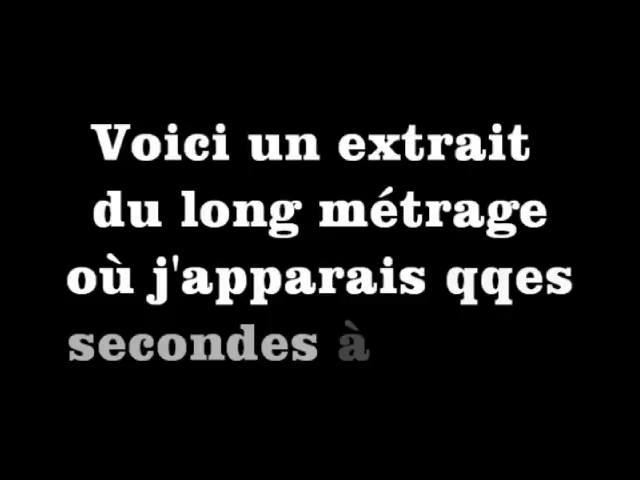 Voici un extrait
du long métrage
où j'apparais qqes
secondes à